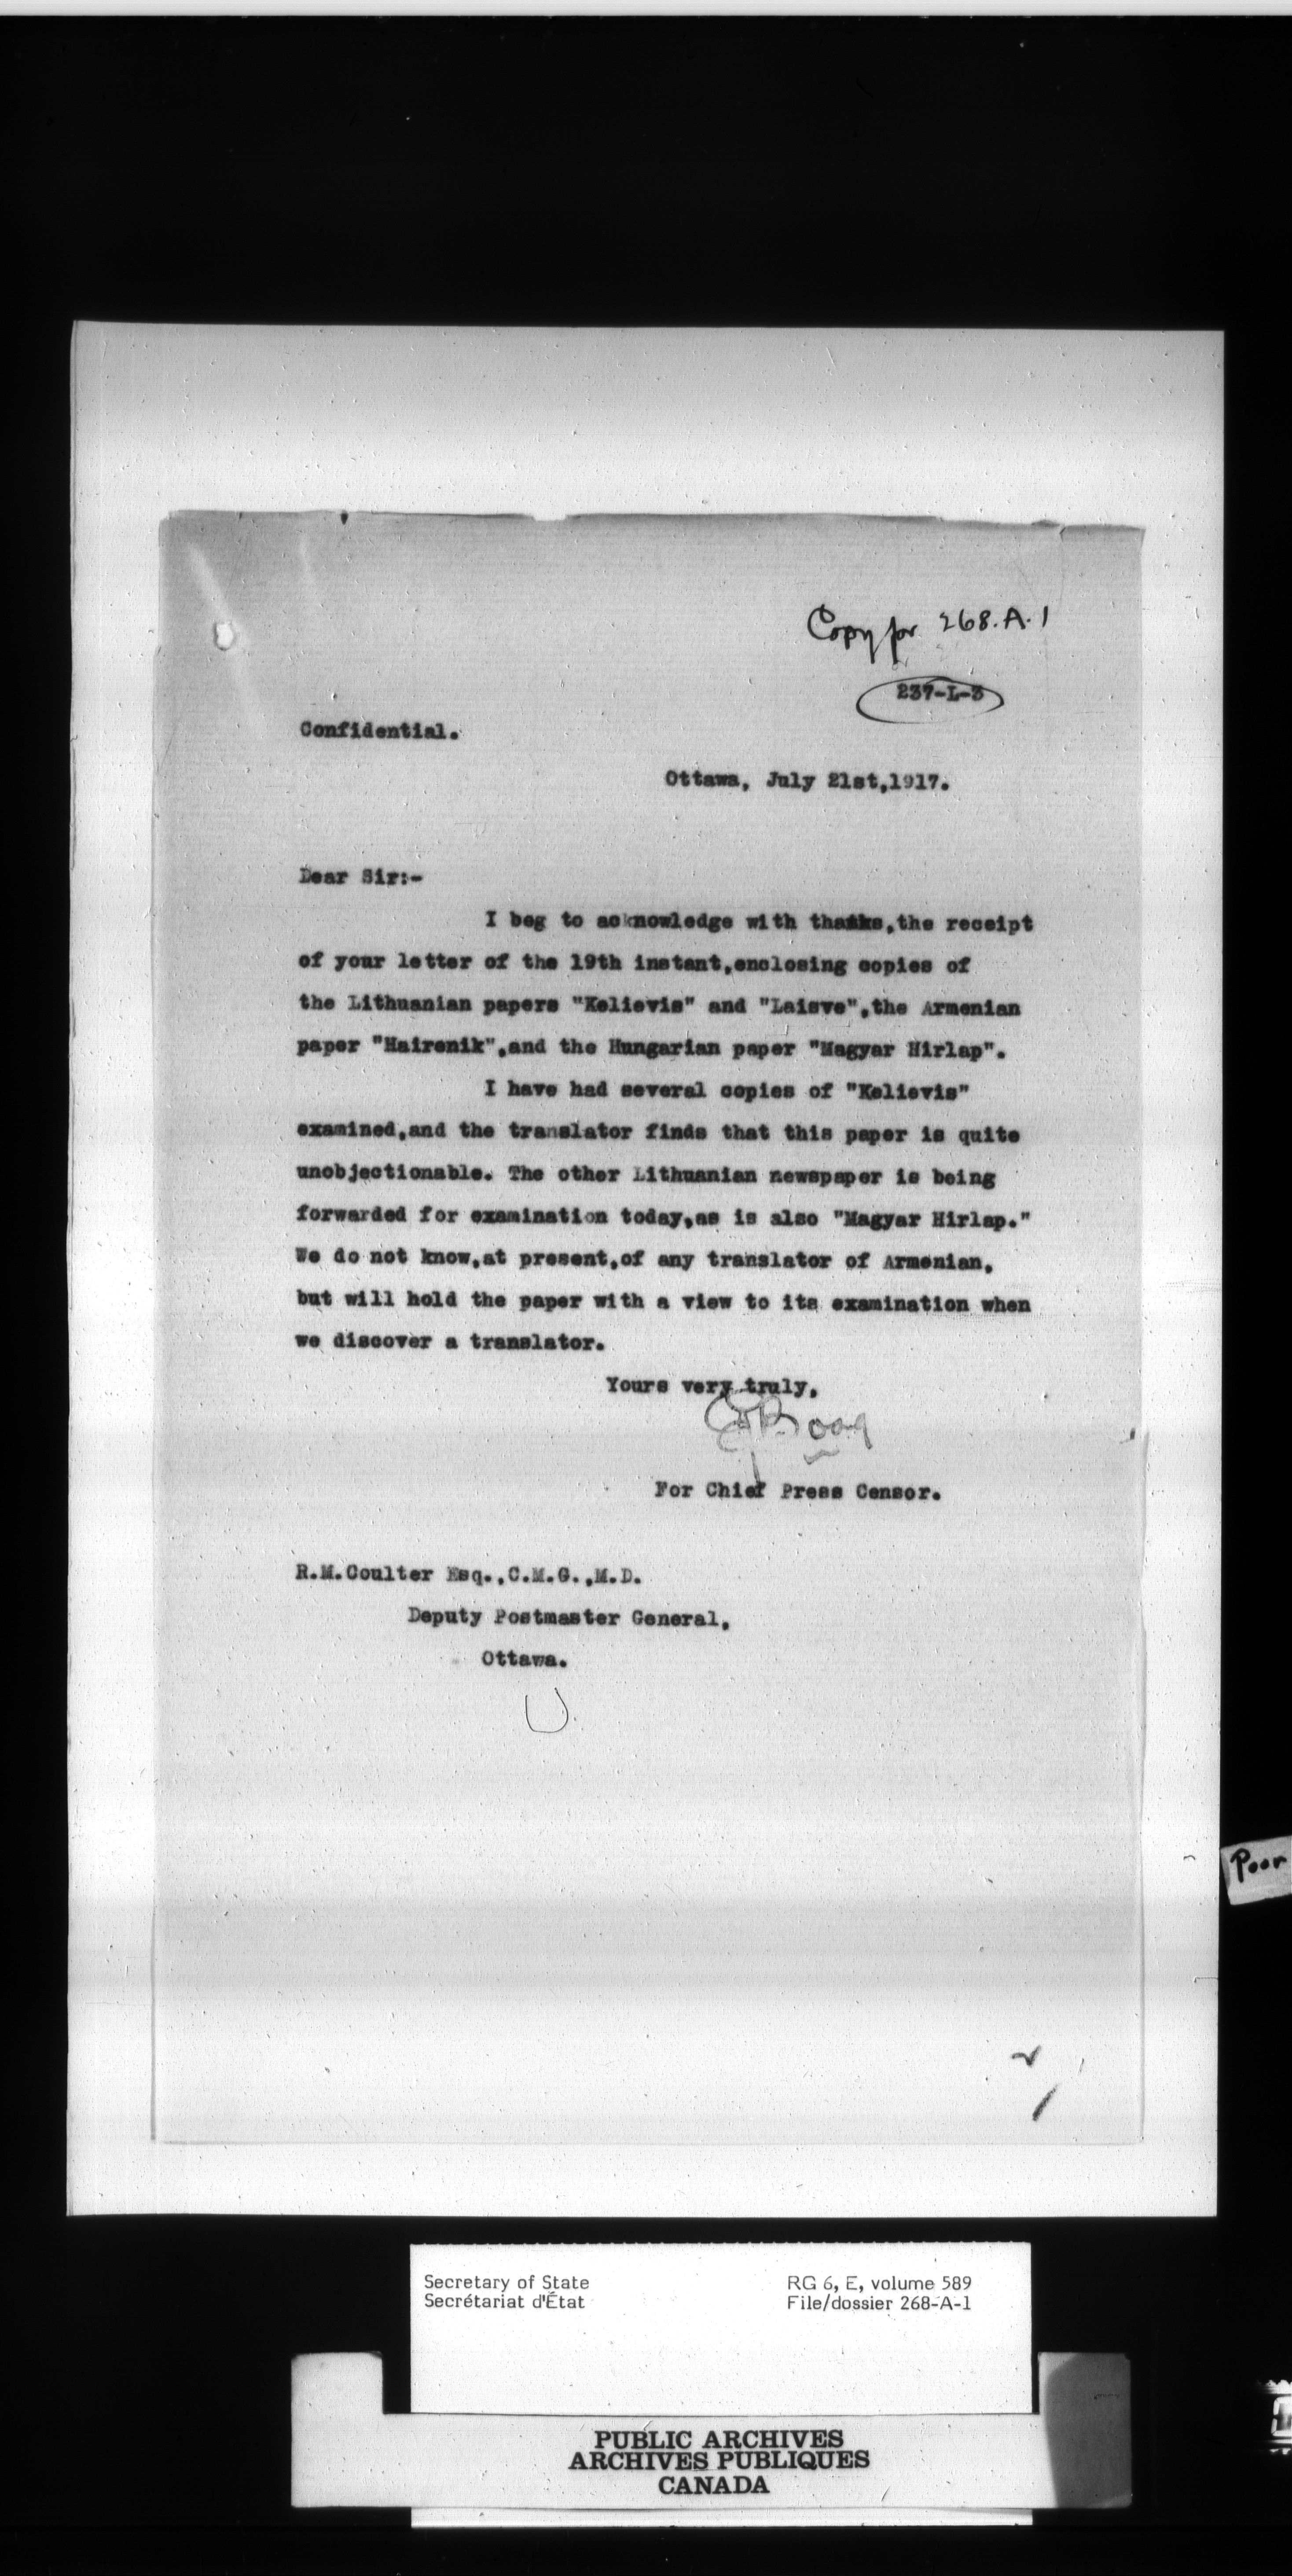 Copy for 268.A.1
237-L-3
Confidential.
Ottawa, July 21st,1917.
Dear Sir:-
I beg to acknowledge with thanks,the receipt
of your letter of the 19th instant,enclosing copies of
the Lithuanian papers "Kelievis" and "Laisve",the Armenian
paper "Hairenik",and the Hungarian paper "Magyar Hirlap".
I have had several copies of "Kelievis"
examined,and the translator finds that this paper is quite
unobjectionable. The other Lithuanian newspaper is being
forwarded for examination today,as is also "Magyar Hirlap."
We do not know,at present,of any translator of Armenian,
but will hold the paper with a view to its examination when
we discover a translator.
Yours very truly,
For Chief Press Censor.
R.M.Coulter Esq.,C.M.G.,M.D.
Deputy Postmaster General,
Ottawa.
Poor
Secretary of State
Secrétariat d'État
RG 6, E, volume 589
File/dossier 268-A-1
PUBLIC ARCHIVES
ARCHIVES PUBLIQUES
CANADA